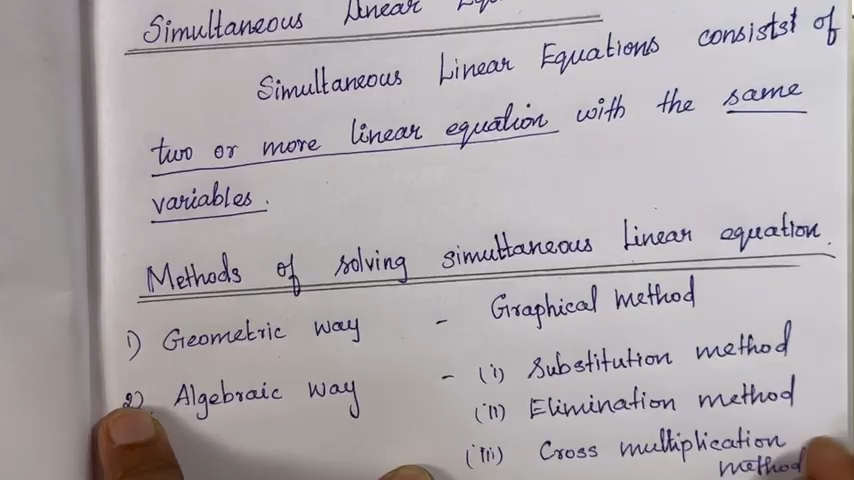 Simultaneous Linear Equ
Simultaneous Linear Equations consists of
two or more linear equation with the same
variables.
Methods of solving simultaneous linear equation.
1) Geometric way - Graphical method
2) Algebraic way - (i) Substitution method
(ii) Elimination method
(iii) Cross multiplication
method